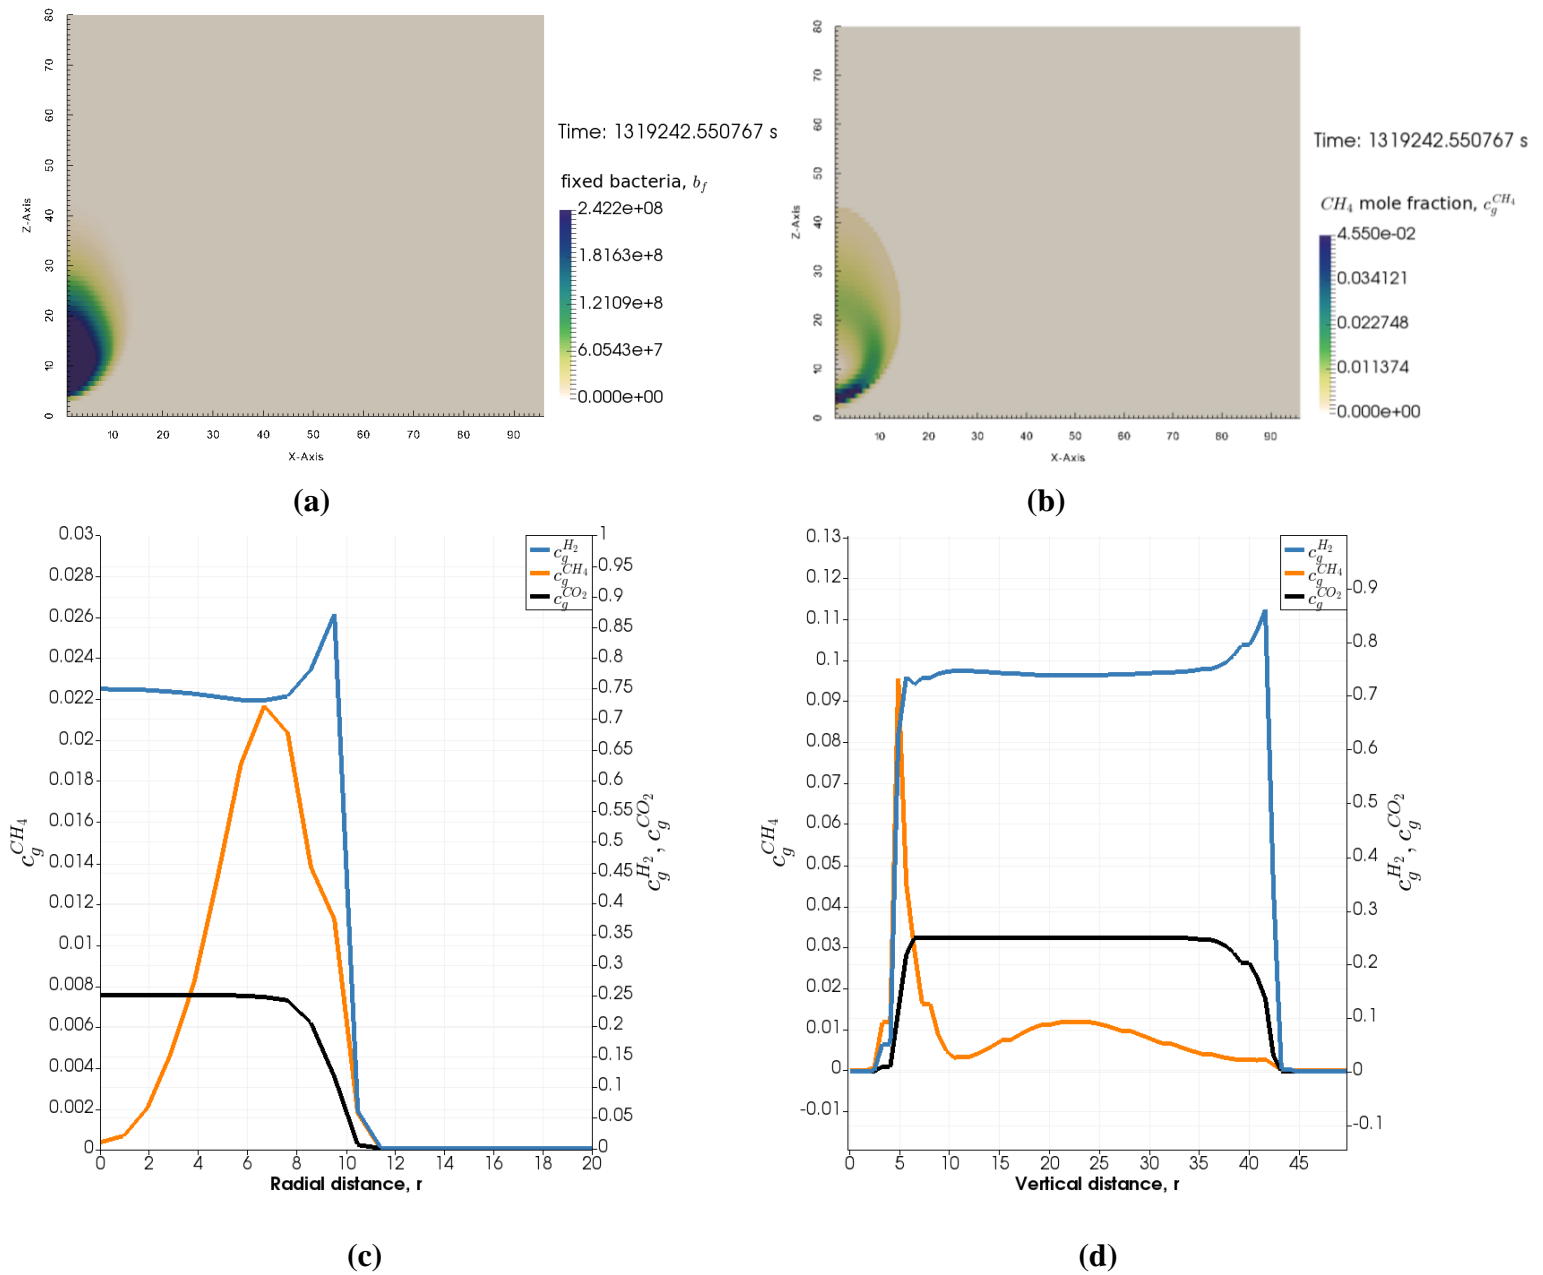 80
70
60
50
40
30
20
10
0
Z-Axis
10 20 30 40 50 60 70 80 90
X-Axis
Time: 1319242.550767 s
fixed bacteria, b_f
2.422e+08
1.8163e+8
1.2109e+8
6.0543e+7
0.000e+00
(a)
80
70
60
50
40
30
20
10
0
Z-Axis
10 20 30 40 50 60 70 80 90
X-Axis
Time: 1319242.550767 s
CH_4 mole fraction, c_g^{CH_4}
4.550e-02
0.034121
0.022748
0.011374
0.000e+00
(b)
0.03
0.028
0.026
0.024
0.022
0.02
0.018
0.016
0.014
0.012
0.01
0.008
0.006
0.004
0.002
0
c_g^{CH_4}
c_g^{H_2}
c_g^{CH_4}
c_g^{CO_2}
1
0.95
0.9
0.85
0.8
0.75
0.7
0.65
0.6
0.55
0.5
0.45
0.4
0.35
0.3
0.25
0.2
0.15
0.1
0.05
0
c_g^{H_2}, c_g^{CO_2}
0 2 4 6 8 10 12 14 16 18 20
Radial distance, r
(c)
0.13
0.12
0.11
0.1
0.09
0.08
0.07
0.06
0.05
0.04
0.03
0.02
0.01
0
-0.01
c_g^{CH_4}
c_g^{H_2}
c_g^{CH_4}
c_g^{CO_2}
0.9
0.8
0.7
0.6
0.5
0.4
0.3
0.2
0.1
0
-0.1
c_g^{H_2}, c_g^{CO_2}
0 5 10 15 20 25 30 35 40 45
Vertical distance, r
(d)